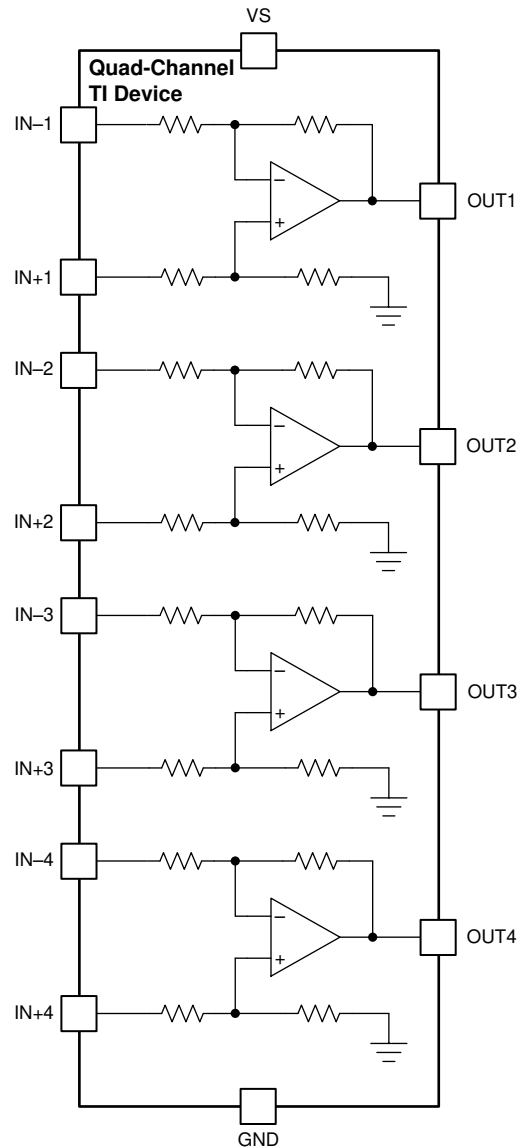 VS
Quad-Channel
TI Device
IN–1
OUT1
IN+1
IN–2
OUT2
IN+2
IN–3
OUT3
IN+3
IN–4
OUT4
IN+4
GND